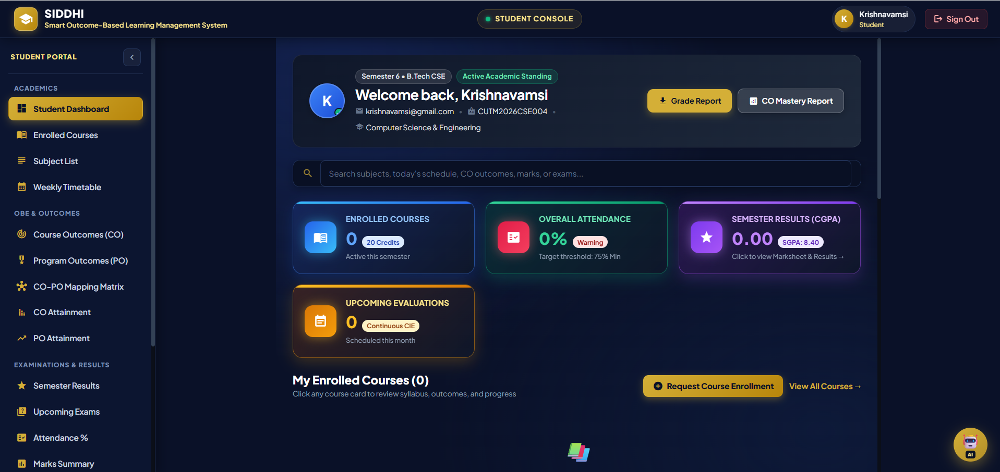 SIDDHI
Smart Outcome-Based Learning Management System
STUDENT CONSOLE
K
Krishnavamsi
Student
Sign Out
STUDENT PORTAL
ACADEMICS
Student Dashboard
Enrolled Courses
Subject List
Weekly Timetable
OBE & OUTCOMES
Course Outcomes (CO)
Program Outcomes (PO)
CO-PO Mapping Matrix
CO Attainment
PO Attainment
EXAMINATIONS & RESULTS
Semester Results
Upcoming Exams
Attendance %
Marks Summary
K
Semester 6 • B.Tech CSE
Active Academic Standing
Welcome back, Krishnavamsi
krishnavamsi@gmail.com • CUTM2026CSE004 •
Computer Science & Engineering
Grade Report
CO Mastery Report
Search subjects, today's schedule, CO outcomes, marks, or exams...
ENROLLED COURSES
0 20 Credits
Active this semester
OVERALL ATTENDANCE
0% Warning
Target threshold: 75% Min
SEMESTER RESULTS (CGPA)
0.00 SGPA: 8.40
Click to view Marksheet & Results →
UPCOMING EVALUATIONS
0 Continuous CIE
Scheduled this month
My Enrolled Courses (0)
Click any course card to review syllabus, outcomes, and progress
Request Course Enrollment
View All Courses →
AI